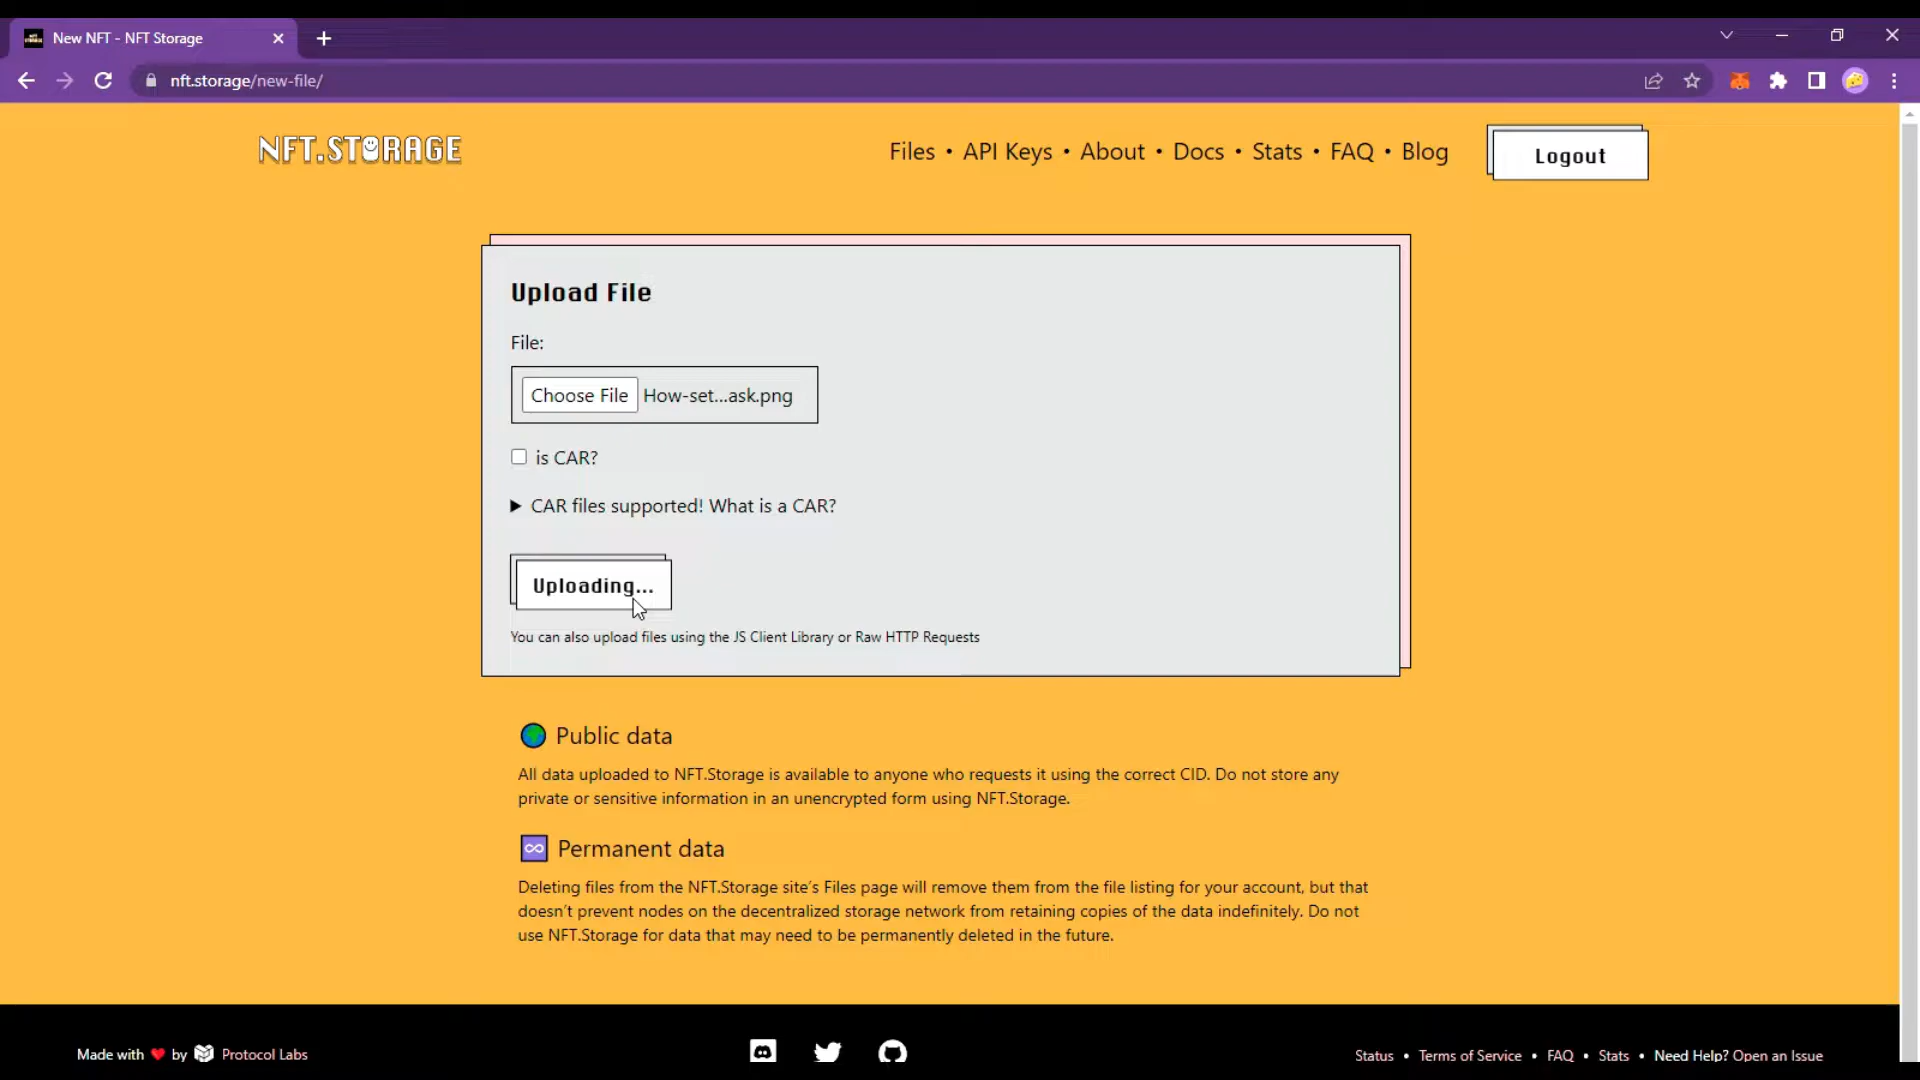 New NFT - NFT Storage
nft.storage/new-file/
NFT.STORAGE
Files • API Keys • About • Docs • Stats • FAQ • Blog
Logout
Upload File
File:
Choose File How-set...ask.png
is CAR?
CAR files supported! What is a CAR?
Uploading...
You can also upload files using the JS Client Library or Raw HTTP Requests
Public data
All data uploaded to NFT.Storage is available to anyone who requests it using the correct CID. Do not store any
private or sensitive information in an unencrypted form using NFT.Storage.
Permanent data
Deleting files from the NFT.Storage site’s Files page will remove them from the file listing for your account, but that
doesn’t prevent nodes on the decentralized storage network from retaining copies of the data indefinitely. Do not
use NFT.Storage for data that may need to be permanently deleted in the future.
Made with ❤ by Protocol Labs
Status • Terms of Service • FAQ • Stats • Need Help? Open an Issue